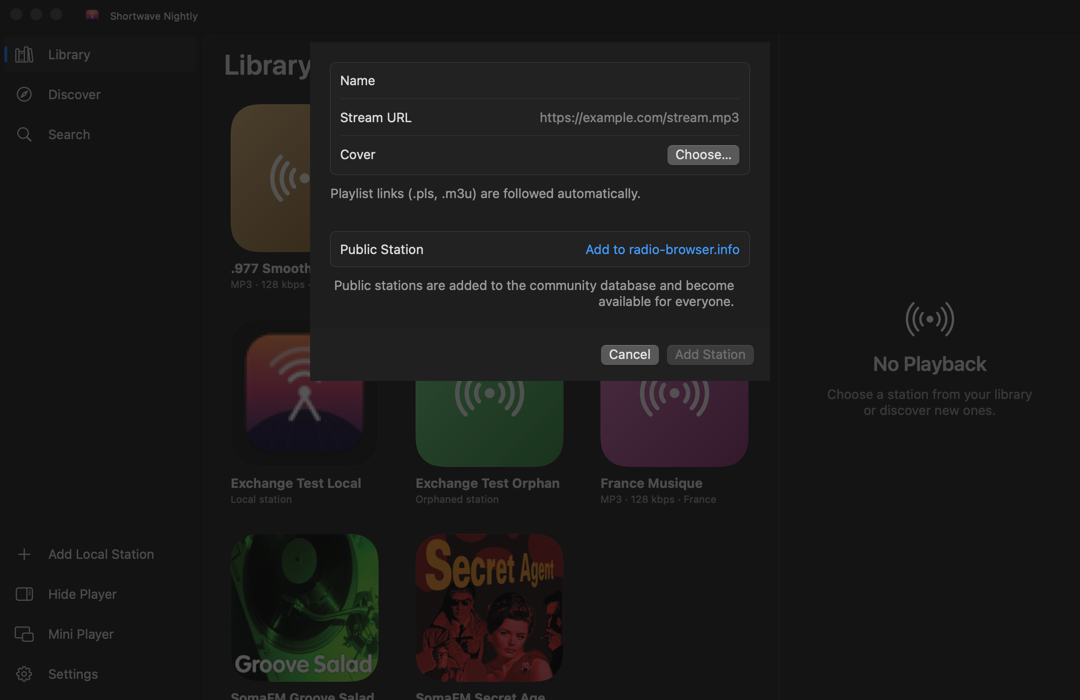 Shortwave Nightly
Library
Discover
Search
Library
Name
Stream URL
https://example.com/stream.mp3
Cover
Choose...
Playlist links (.pls, .m3u) are followed automatically.
Public Station
Add to radio-browser.info
Public stations are added to the community database and become
available for everyone.
Cancel
Add Station
.977 Smooth
MP3 · 128 kbps ·
Exchange Test Local
Local station
Exchange Test Orphan
Orphaned station
France Musique
MP3 · 128 kbps · France
Groove Salad
Secret Agent
SomaFM Groove Salad
SomaFM Secret Age
No Playback
Choose a station from your library
or discover new ones.
Add Local Station
Hide Player
Mini Player
Settings